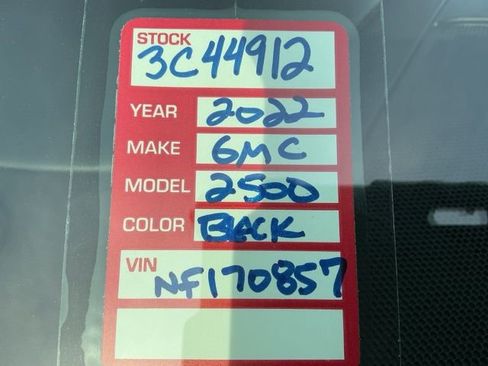 STOCK
3C44912
YEAR 2022
MAKE GMC
MODEL 2500
COLOR BLACK
VIN
NF170857